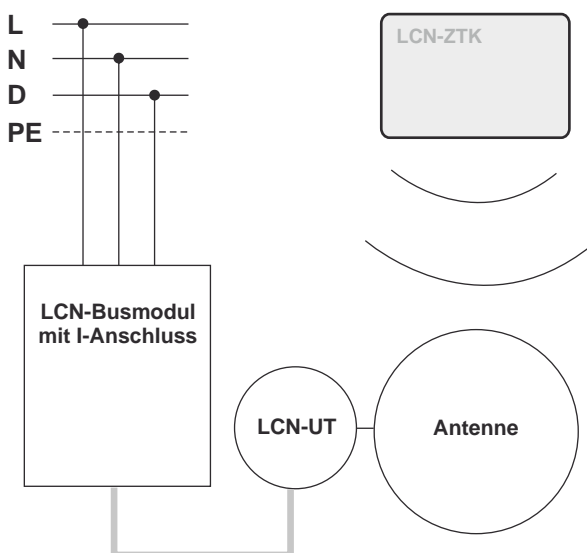 L
N
D
PE
LCN-ZTK
LCN-Busmodul
mit I-Anschluss
LCN-UT
Antenne